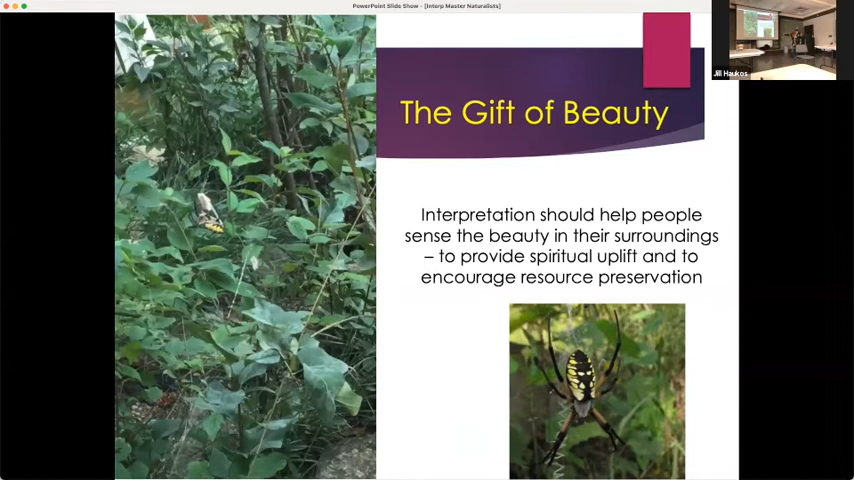 PowerPoint Slide Show - [Interp Master Naturalists]
Jill Haukos
The Gift of Beauty
Interpretation should help people
sense the beauty in their surroundings
– to provide spiritual uplift and to
encourage resource preservation